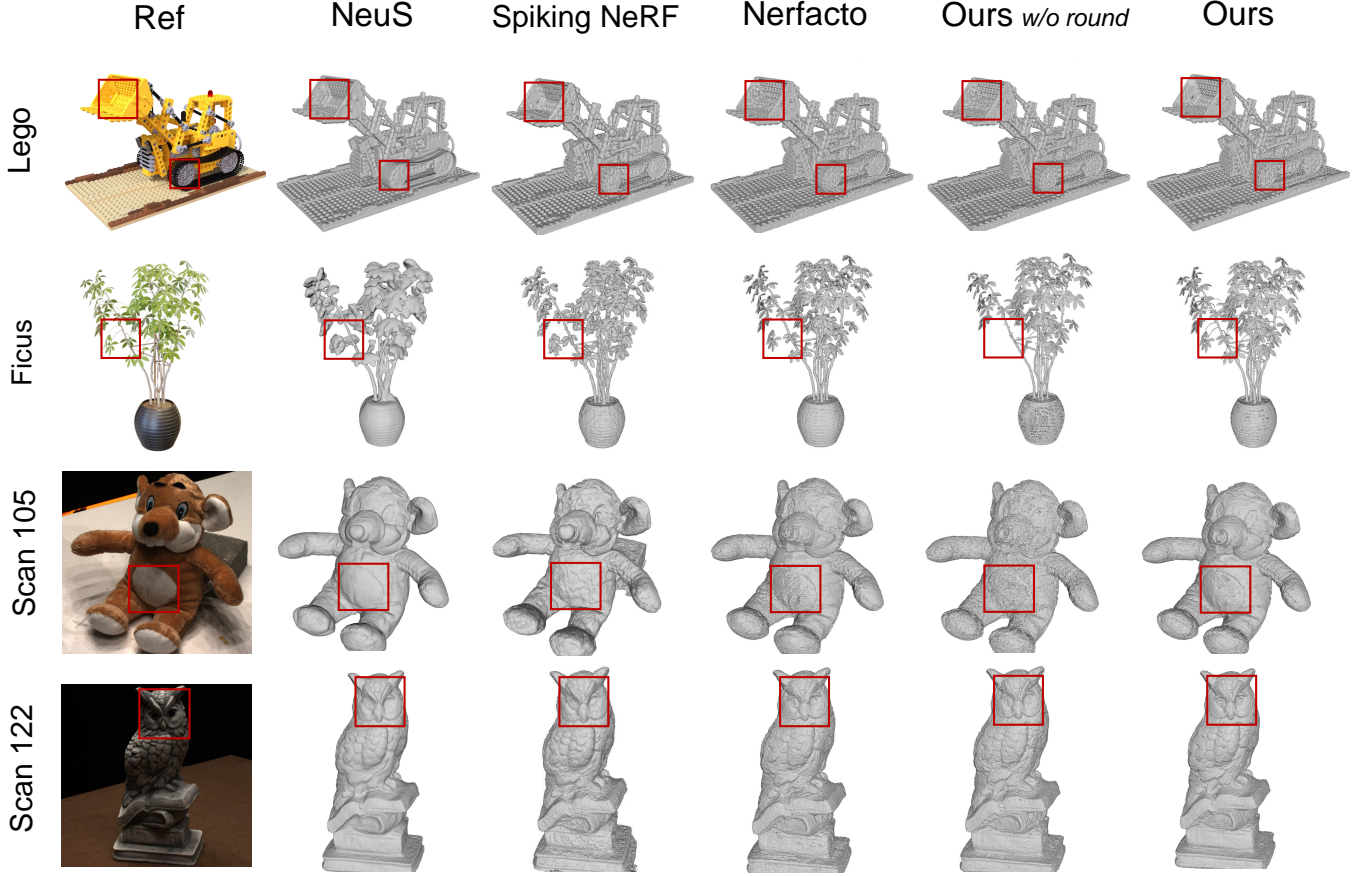 Ref NeuS Spiking NeRF Nerfacto Ours w/o round Ours
Lego
Ficus
Scan 105
Scan 122